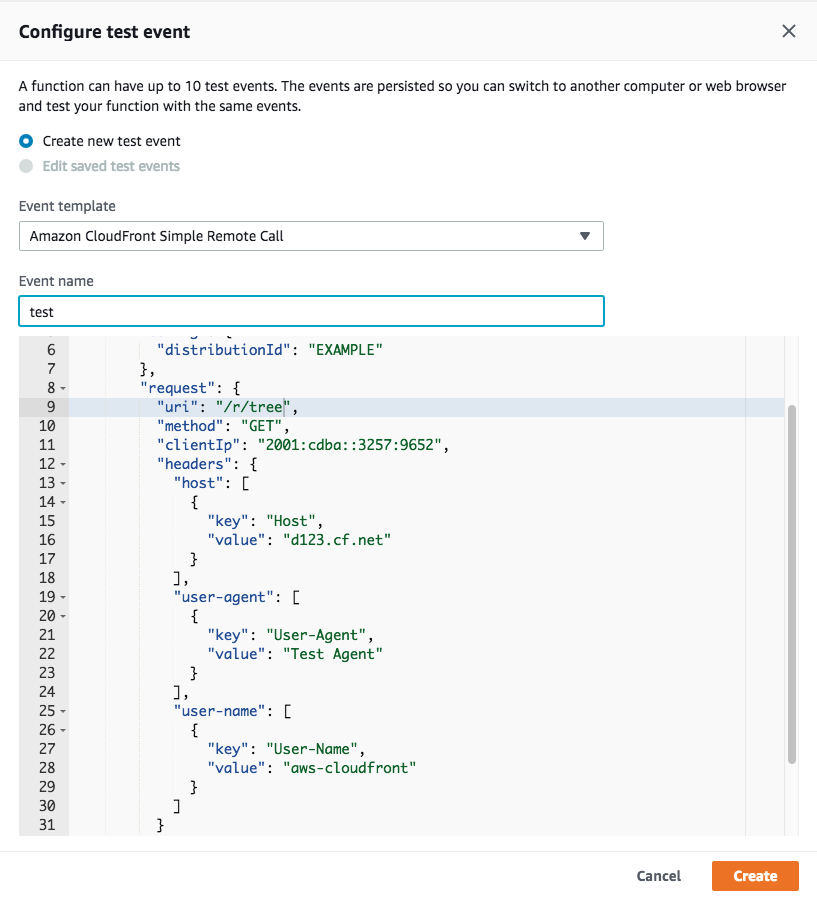 Configure test event
A function can have up to 10 test events. The events are persisted so you can switch to another computer or web browser
and test your function with the same events.
Create new test event
Edit saved test events
Event template
Amazon CloudFront Simple Remote Call
Event name
test
6 "distributionId": "EXAMPLE"
7 },
8 "request": {
9 "uri": "/r/tree",
10 "method": "GET",
11 "clientIp": "2001:cdba::3257:9652",
12 "headers": {
13 "host": [
14 {
15 "key": "Host",
16 "value": "d123.cf.net"
17 }
18 ],
19 "user-agent": [
20 {
21 "key": "User-Agent",
22 "value": "Test Agent"
23 }
24 ],
25 "user-name": [
26 {
27 "key": "User-Name",
28 "value": "aws-cloudfront"
29 }
30 ]
31 }
Cancel Create